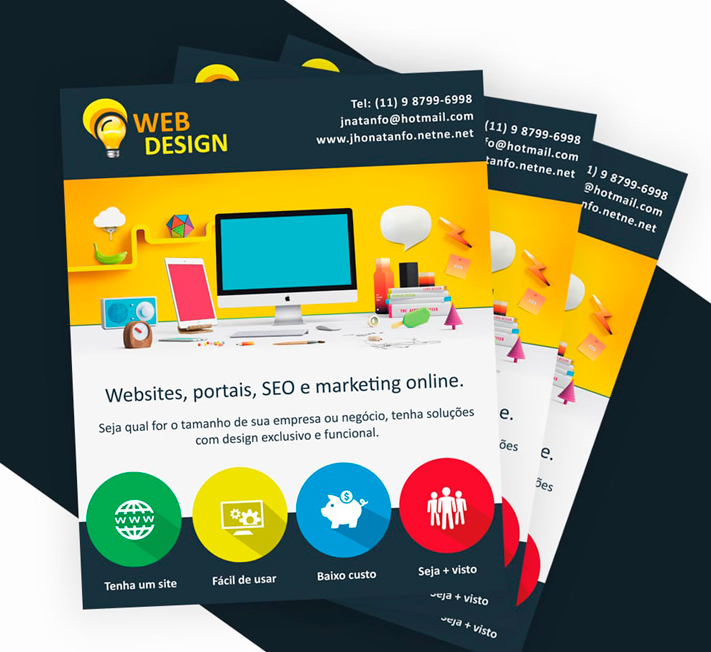 WEB
DESIGN
Tel: (11) 9 8799-6998
jnatanfo@hotmail.com
www.jhonatanfo.netne.net
Websites, portais, SEO e marketing online.
Seja qual for o tamanho de sua empresa ou negócio, tenha soluções
com design exclusivo e funcional.
WWW
$
Tenha um site
Fácil de usar
Baixo custo
Seja + visto
(11) 9 8799-6998
fo@hotmail.com
tanfo.netne.net
e.
ões
Seja + visto
1) 9 8799-6998
@hotmail.com
nfo.netne.net
e.
ões
Seja + visto